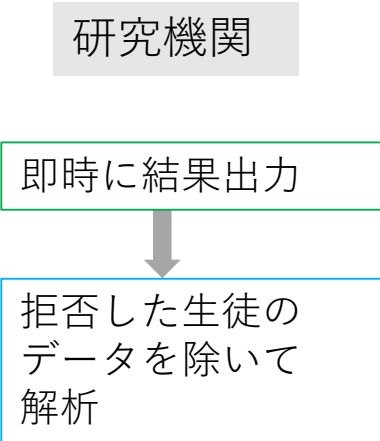 研究機関
即時に結果出力
拒否した生徒の
データを除いて
解析